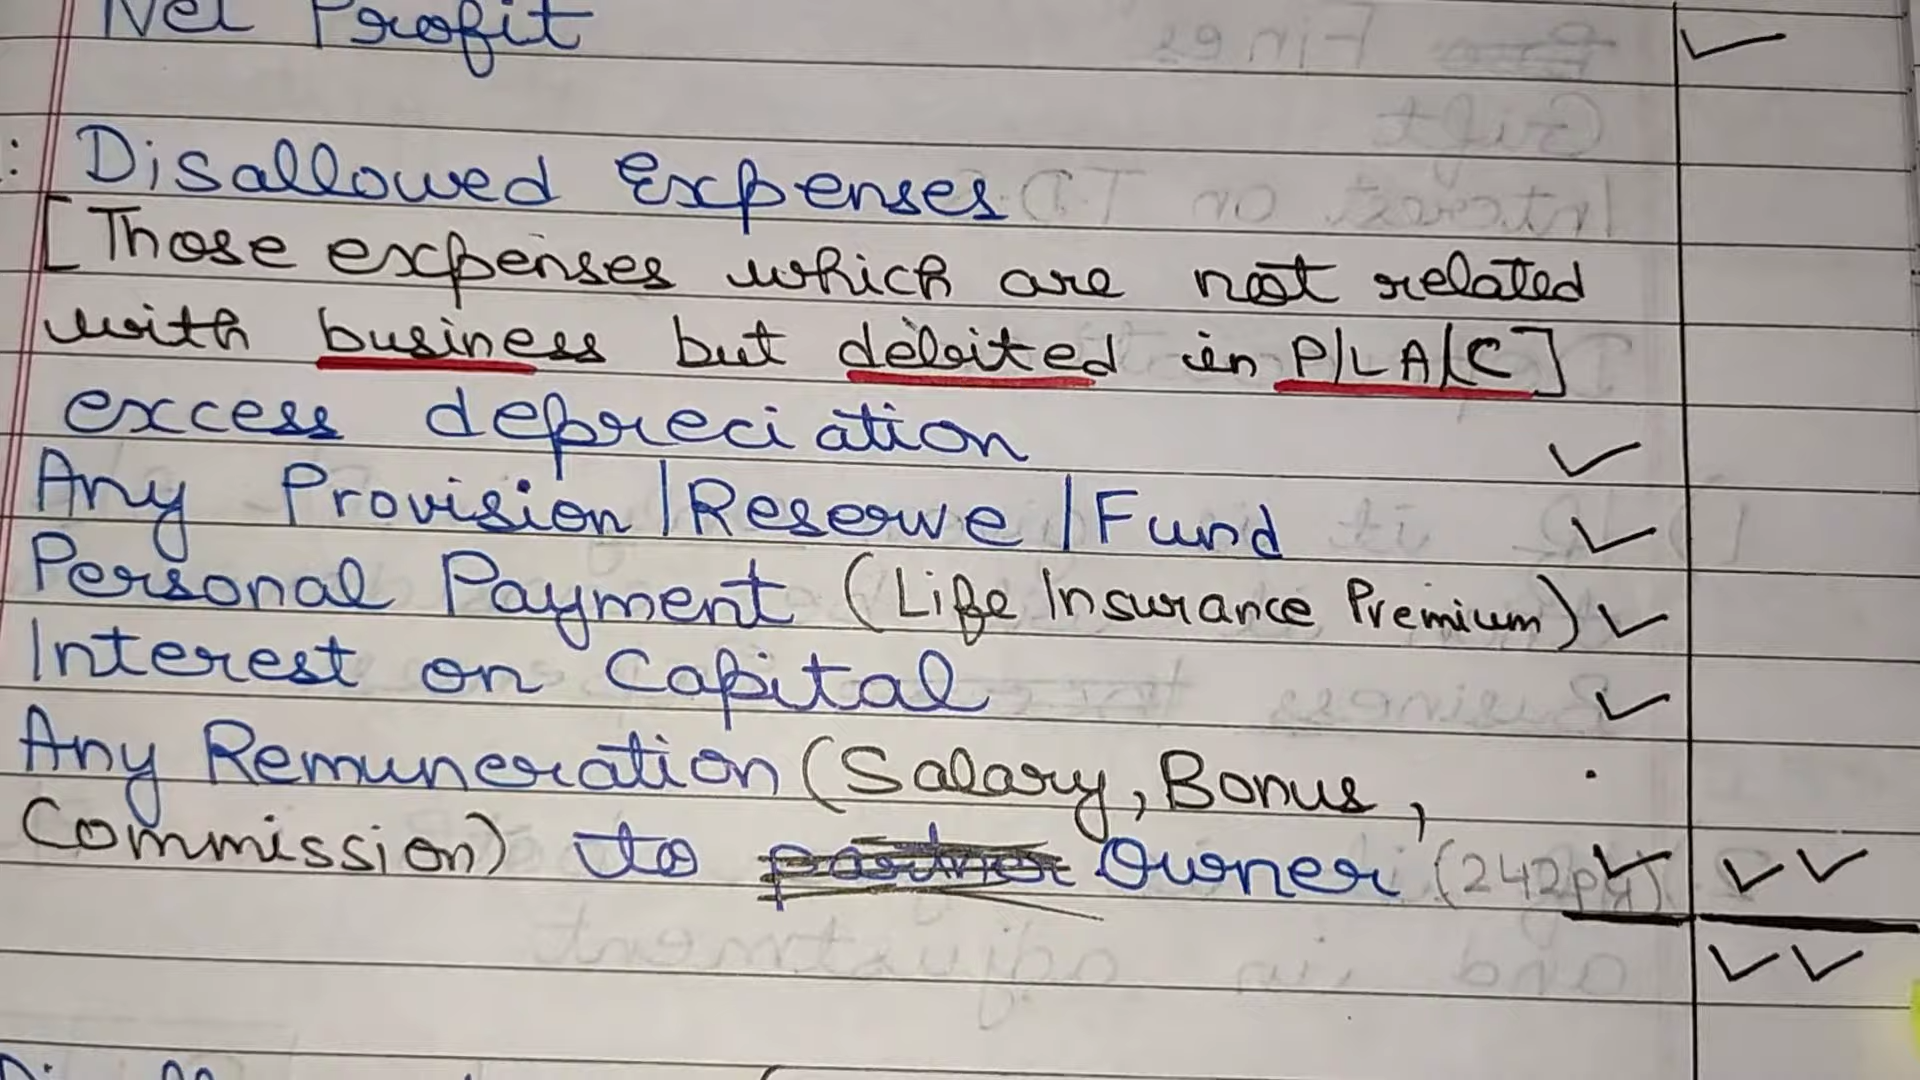 Net Profit
: Disallowed Expenses
[Those expenses which are not related
with business but debited in P/L A/C]
excess depreciation
Any Provision/Reserve/Fund
Personal Payment (Life Insurance Premium)
Interest on Capital
Any Remuneration (Salary, Bonus,
Commission) to partner Owner (242pg)